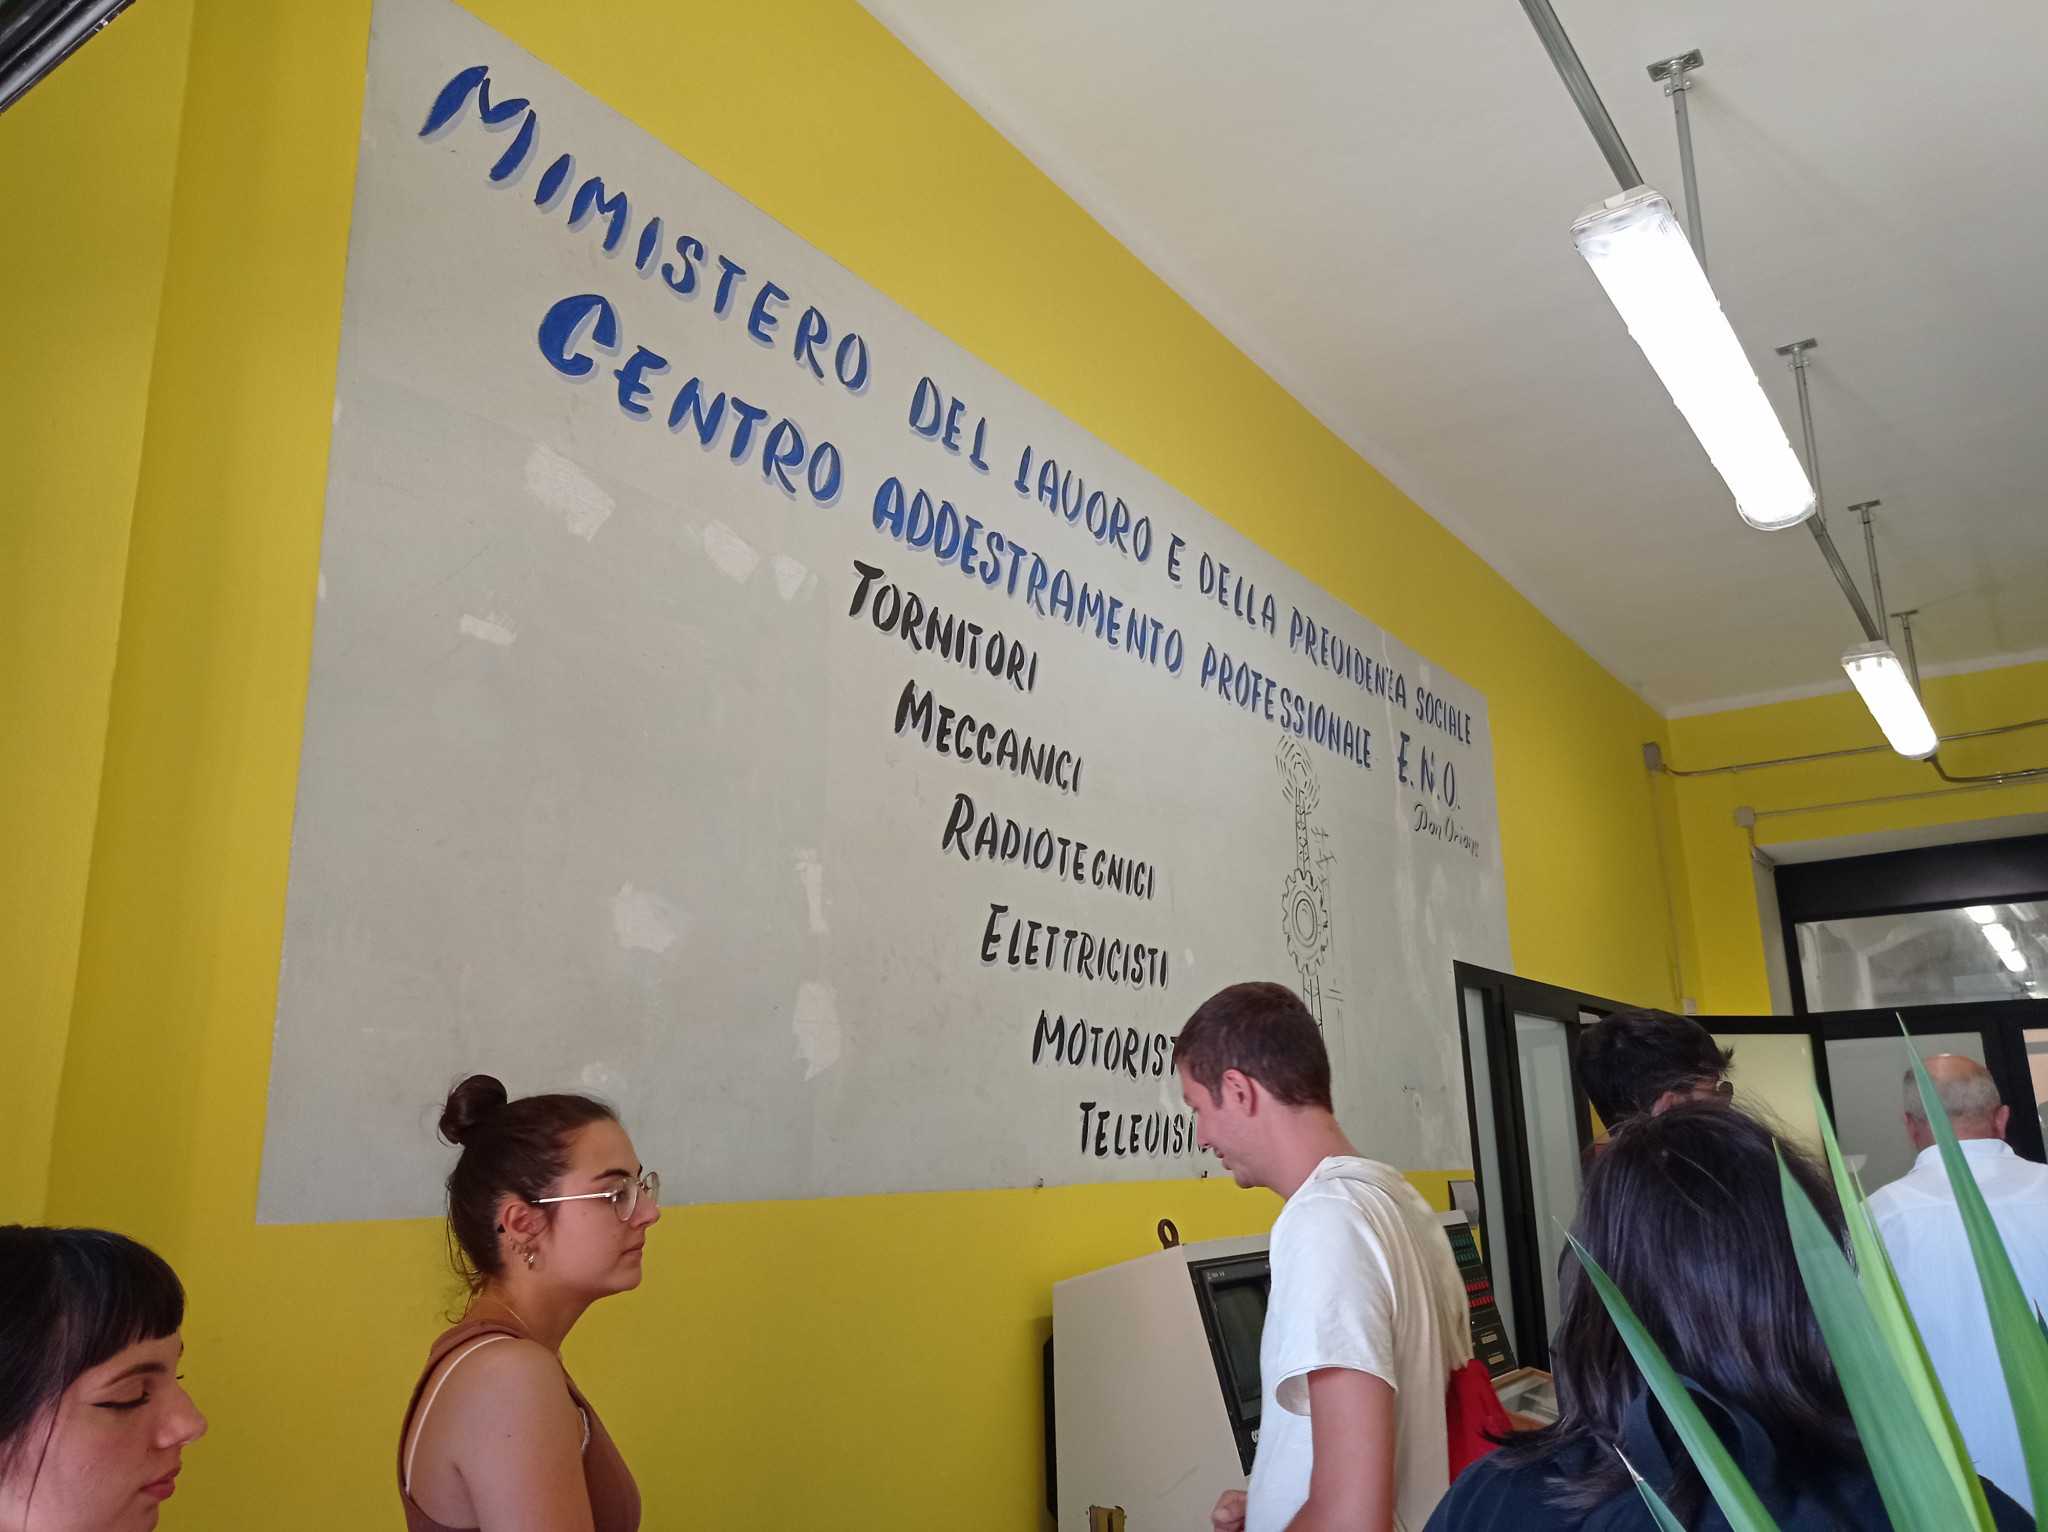 MIMISTERO DEL LAVORO E DELLA PREVIDENZA SOCIALE
CENTRO ADDESTRAMENTO PROFESSIONALE E.N.O.
Don Orione
TORNITORI
MECCANICI
RADIOTECNICI
ELETTRICISTI